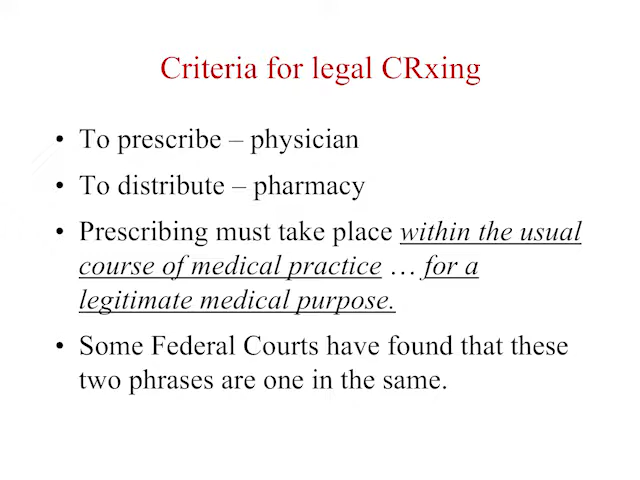 Criteria for legal CRxing
• To prescribe – physician
• To distribute – pharmacy
• Prescribing must take place within the usual
course of medical practice … for a
legitimate medical purpose.
• Some Federal Courts have found that these
two phrases are one in the same.